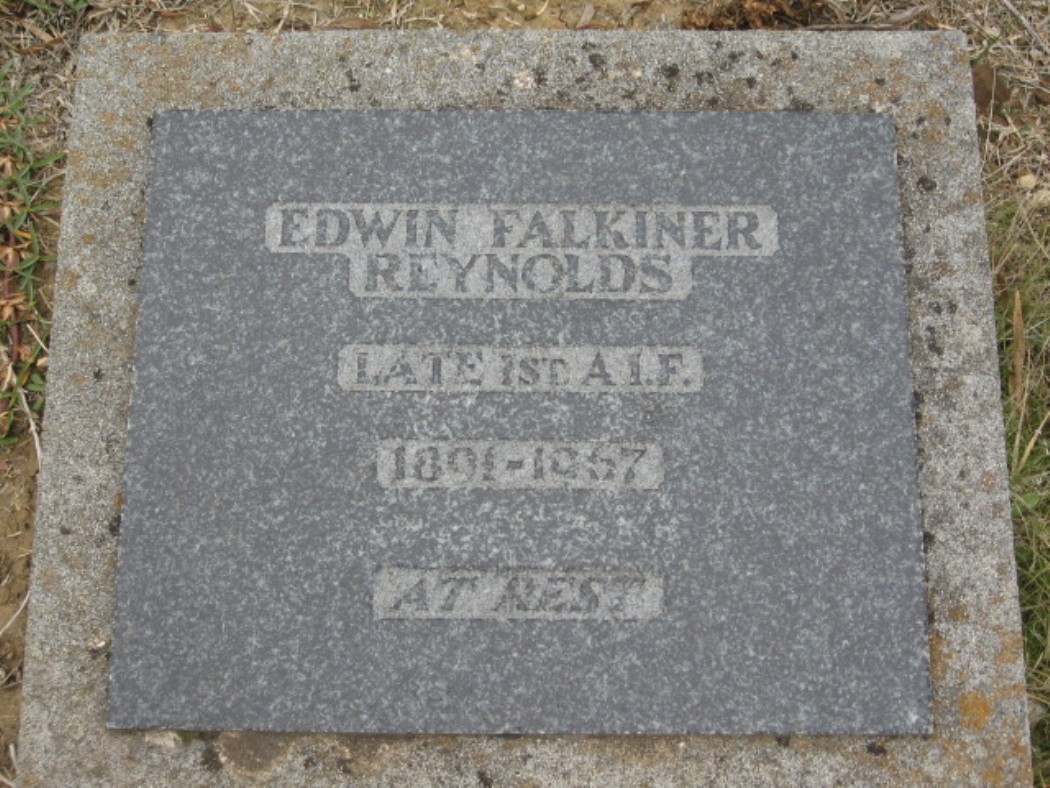 EDWIN FALKINER
REYNOLDS
LATE 1ST. A.I.F.
1891-1967
AT REST